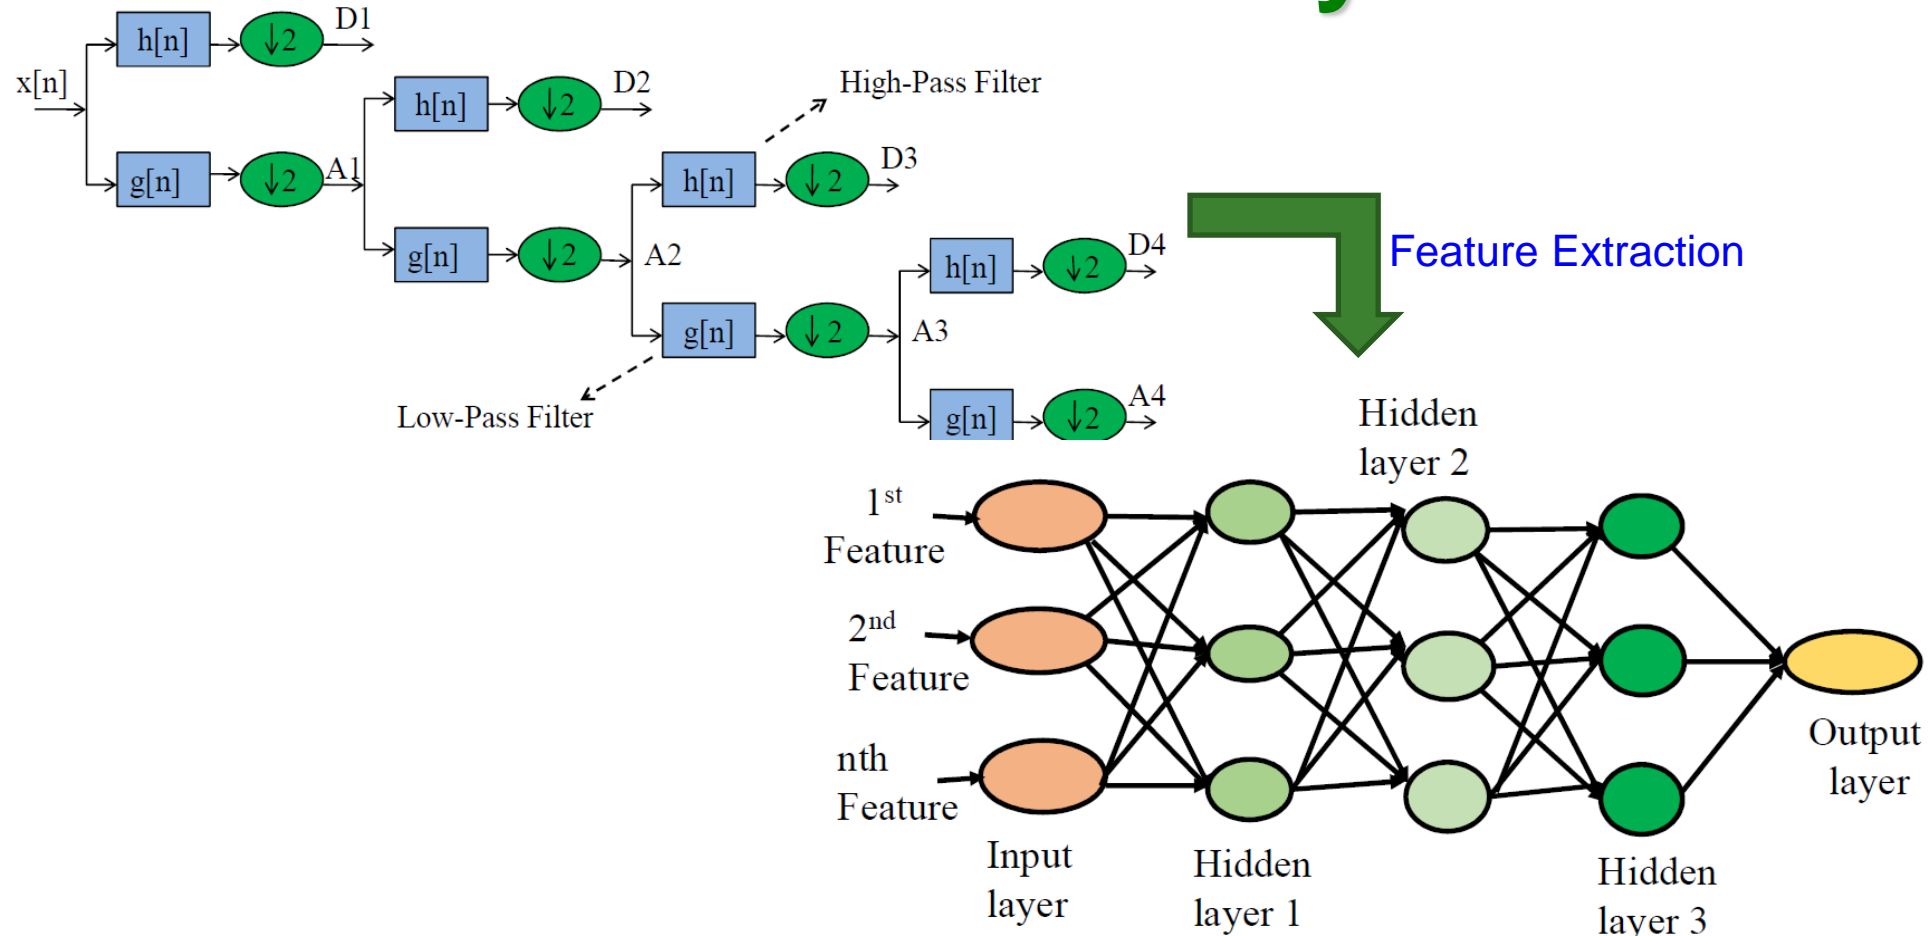 D1
h[n]
↓2
x[n]
D2
High-Pass Filter
h[n]
↓2
g[n]
↓2
A1
D3
h[n]
↓2
g[n]
↓2
A2
D4
Feature Extraction
h[n]
↓2
g[n]
↓2
A3
Low-Pass Filter
A4
g[n]
↓2
Hidden
layer 2
1st
Feature
2nd
Feature
nth
Feature
Output
layer
Input
layer
Hidden
layer 1
Hidden
layer 3